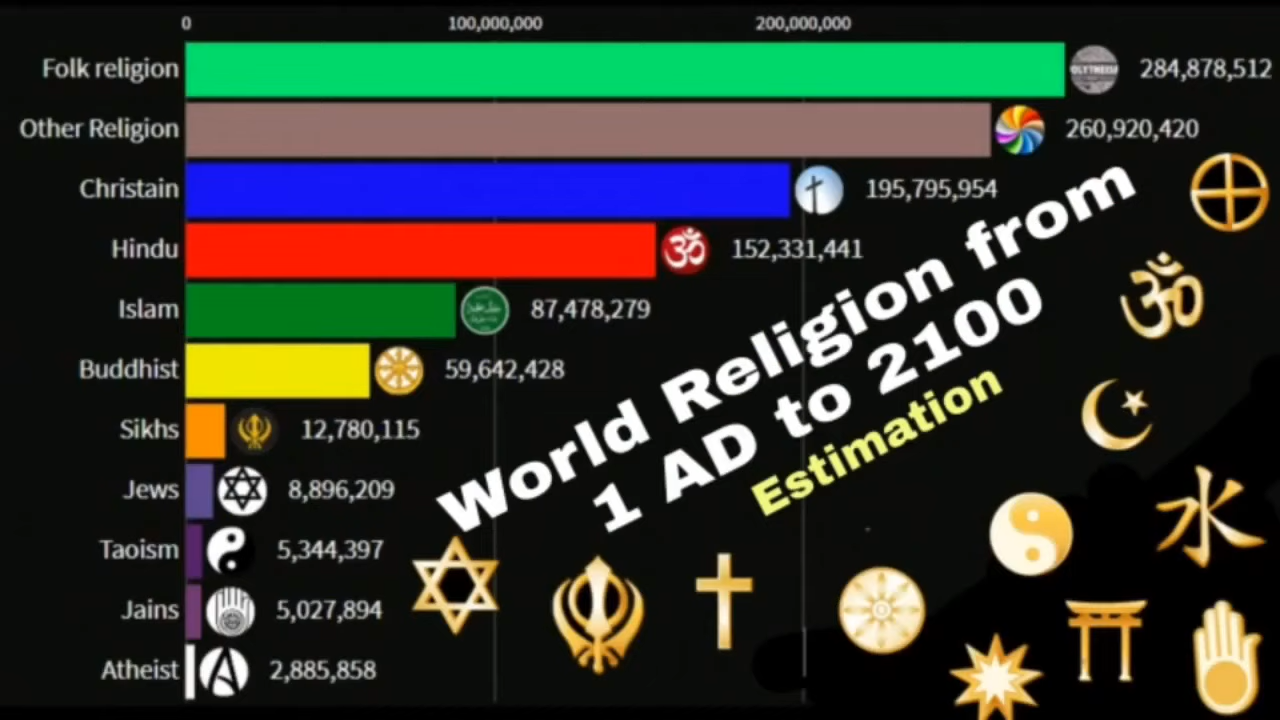 0 100,000,000 200,000,000
Folk religion 284,878,512
Other Religion 260,920,420
Christain 195,795,954
Hindu ॐ 152,331,441
Islam 87,478,279
Buddhist 59,642,428
Sikhs 12,780,115
Jews 8,896,209
Taoism 5,344,397
Jains 5,027,894
Atheist A 2,885,858
World Religion from
1 AD to 2100
Estimation
ॐ
水